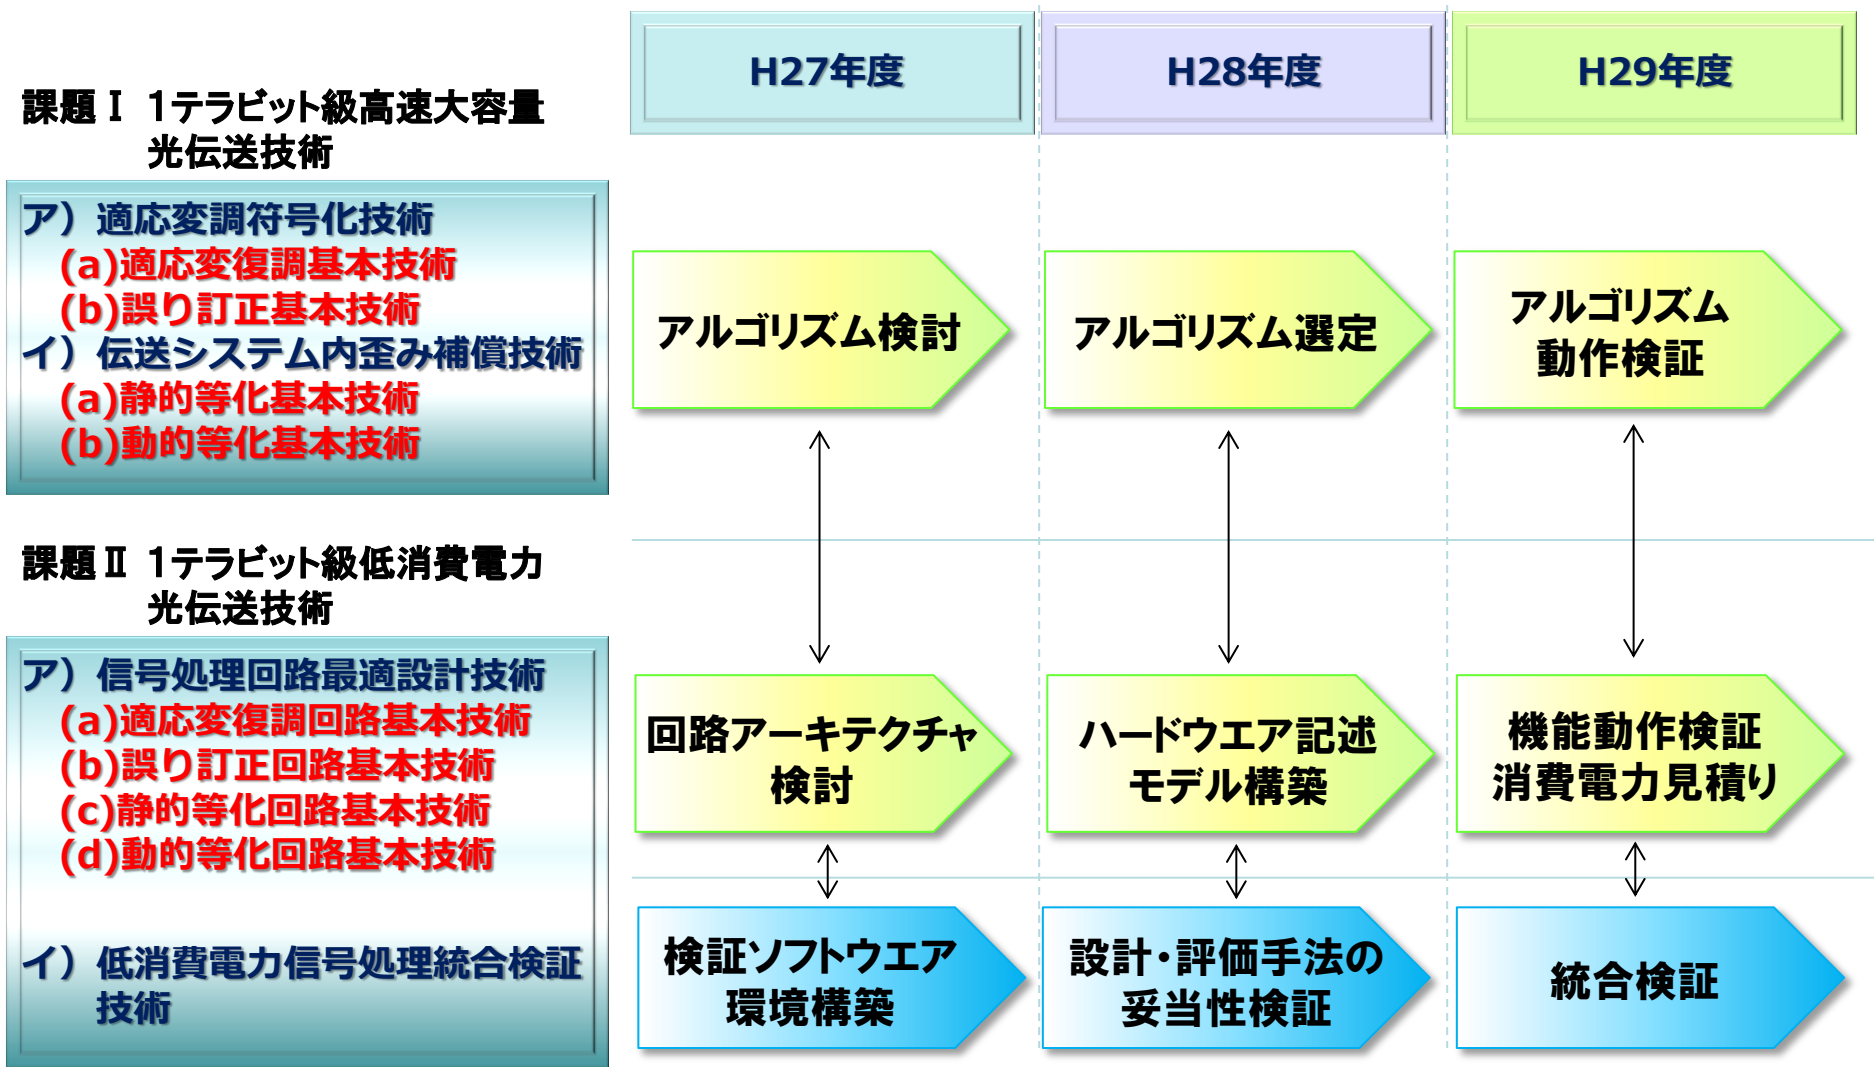 H27年度
H28年度
H29年度
課題Ⅰ 1テラビット級高速大容量
光伝送技術
ア）適応変調符号化技術
(a)適応変復調基本技術
(b)誤り訂正基本技術
イ）伝送システム内歪み補償技術
(a)静的等化基本技術
(b)動的等化基本技術
アルゴリズム検討
アルゴリズム選定
アルゴリズム
動作検証
課題Ⅱ 1テラビット級低消費電力
光伝送技術
ア）信号処理回路最適設計技術
(a)適応変復調回路基本技術
(b)誤り訂正回路基本技術
(c)静的等化回路基本技術
(d)動的等化回路基本技術
回路アーキテクチャ
検討
ハードウエア記述
モデル構築
機能動作検証
消費電力見積り
イ）低消費電力信号処理統合検証
技術
検証ソフトウエア
環境構築
設計・評価手法の
妥当性検証
統合検証